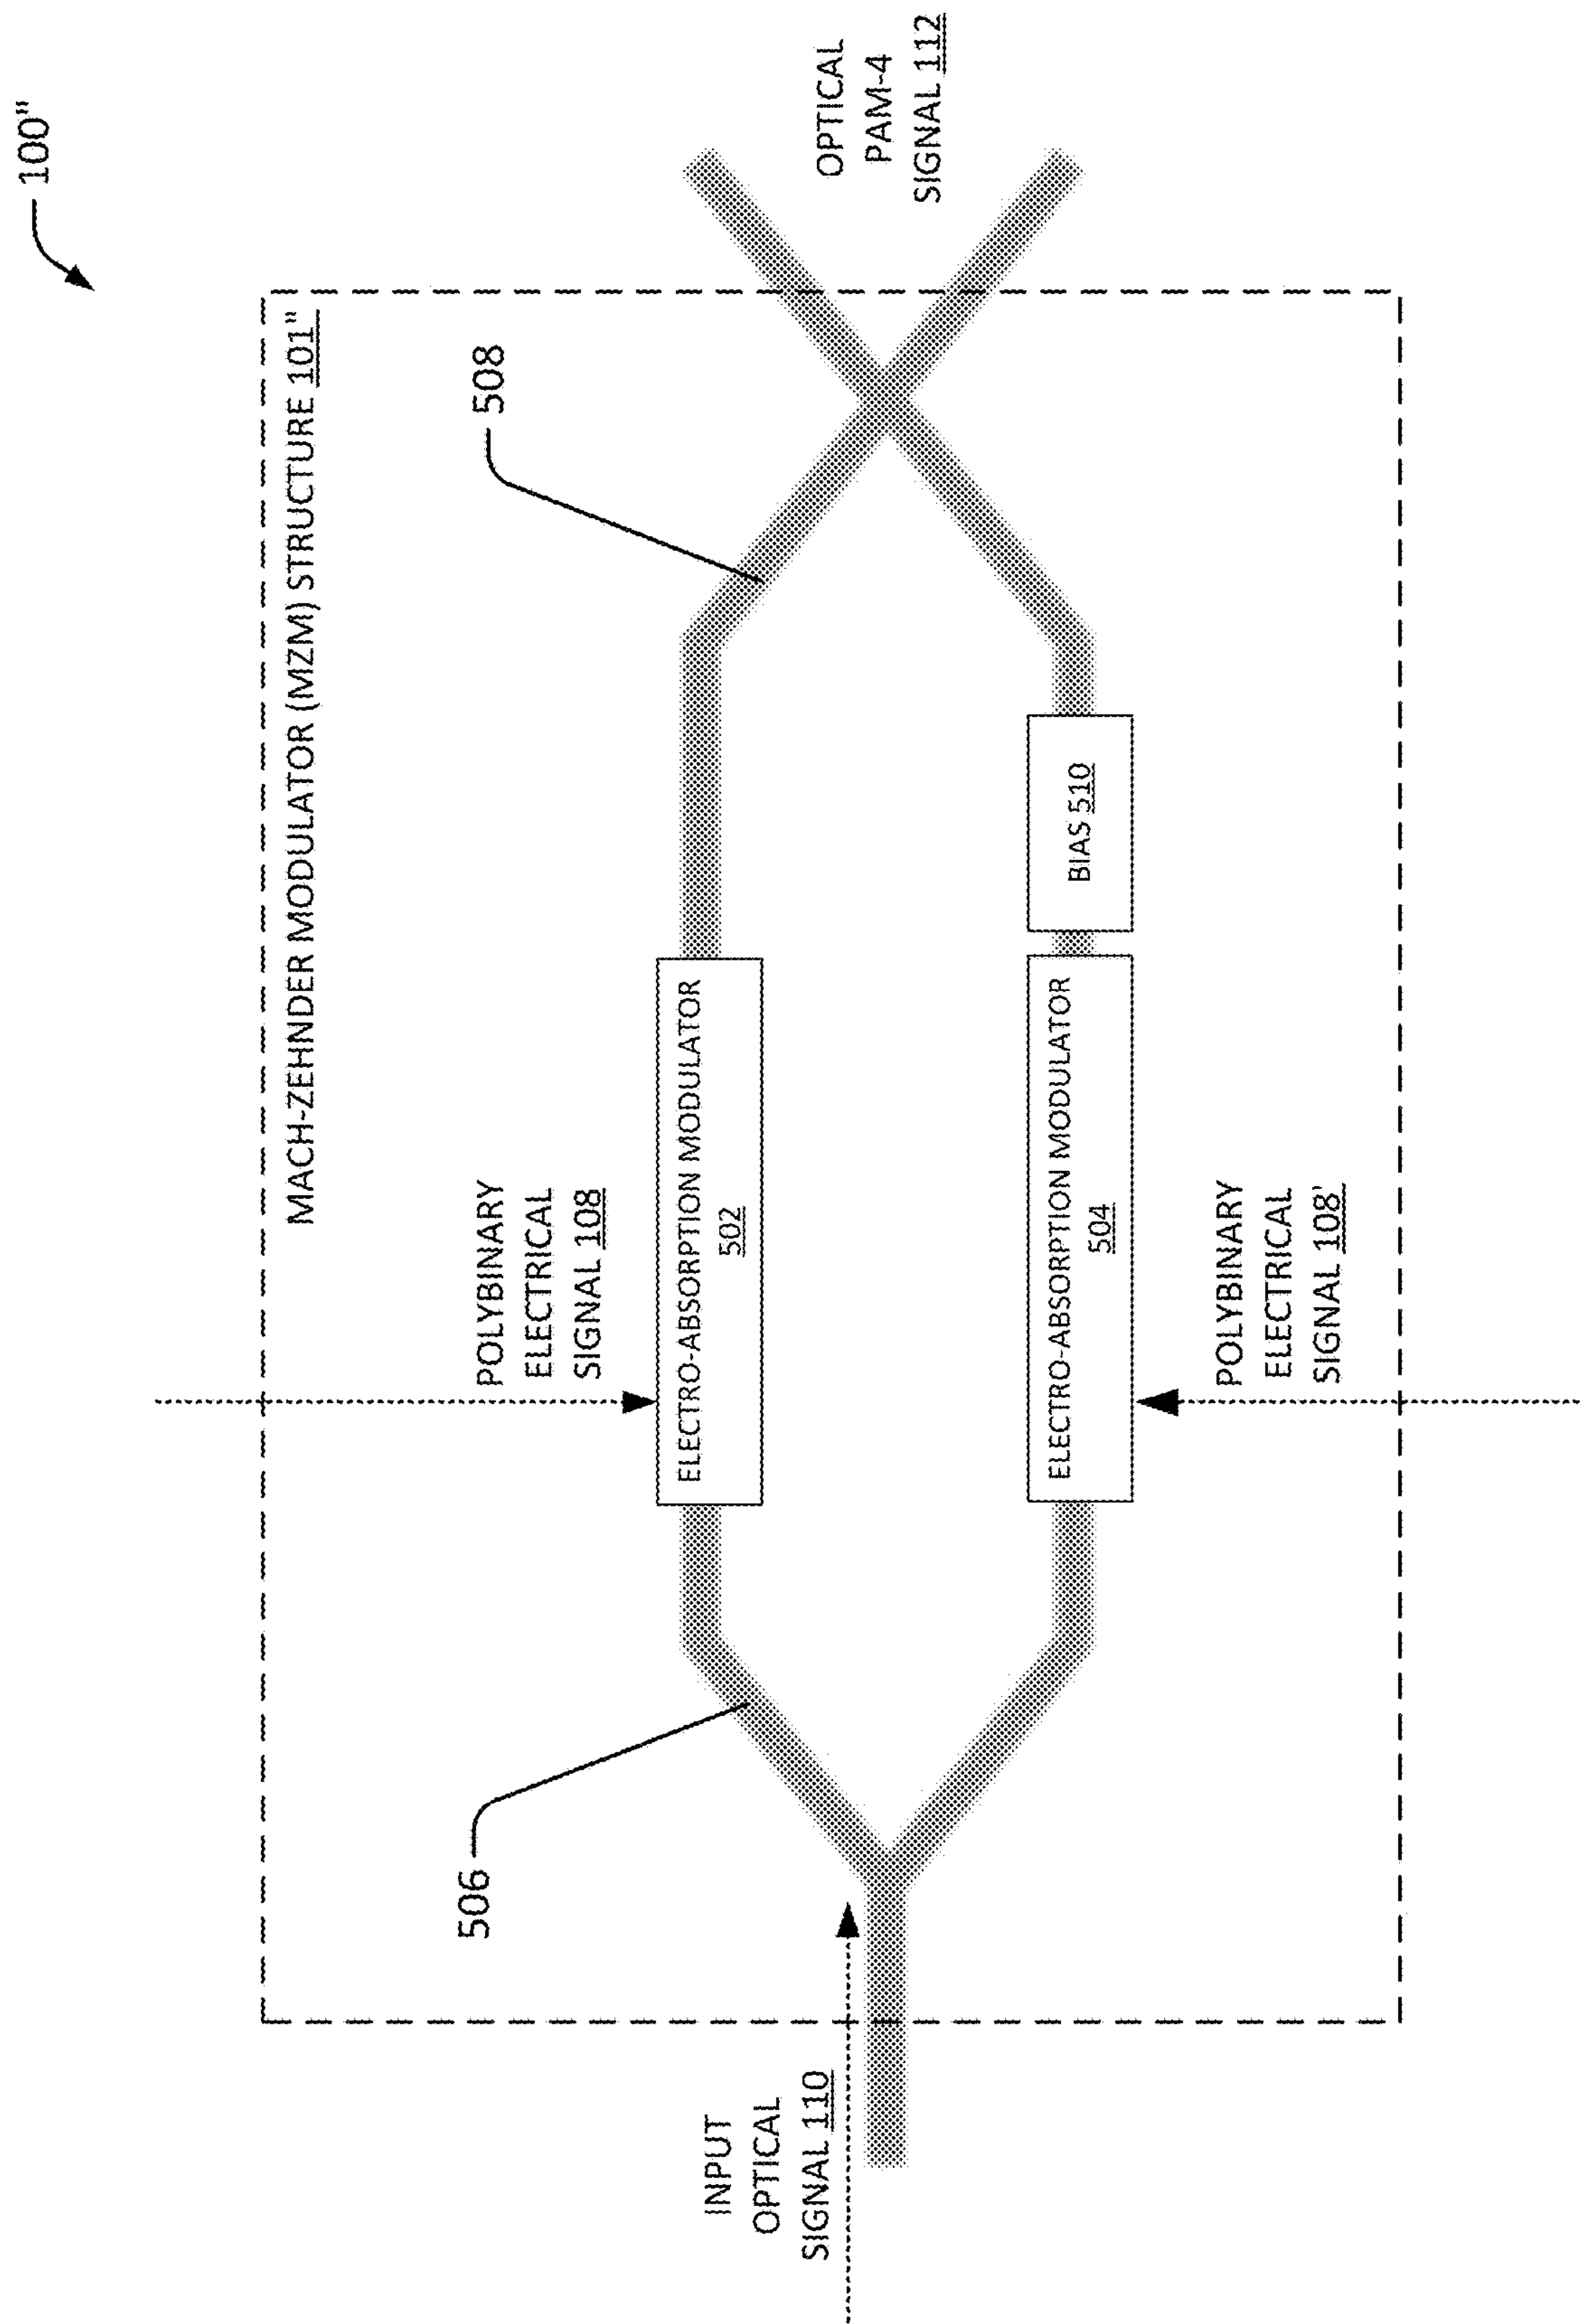 100"
MACH-ZEHNDER MODULATOR (MZM) STRUCTURE 101"
POLYBINARY
ELECTRICAL
SIGNAL 108
506
508
ELECTRO-ABSORPTION MODULATOR
502
INPUT
OPTICAL
SIGNAL 110
OPTICAL
PAM-4
SIGNAL 112
ELECTRO-ABSORPTION MODULATOR
504
BIAS 510
POLYBINARY
ELECTRICAL
SIGNAL 108'